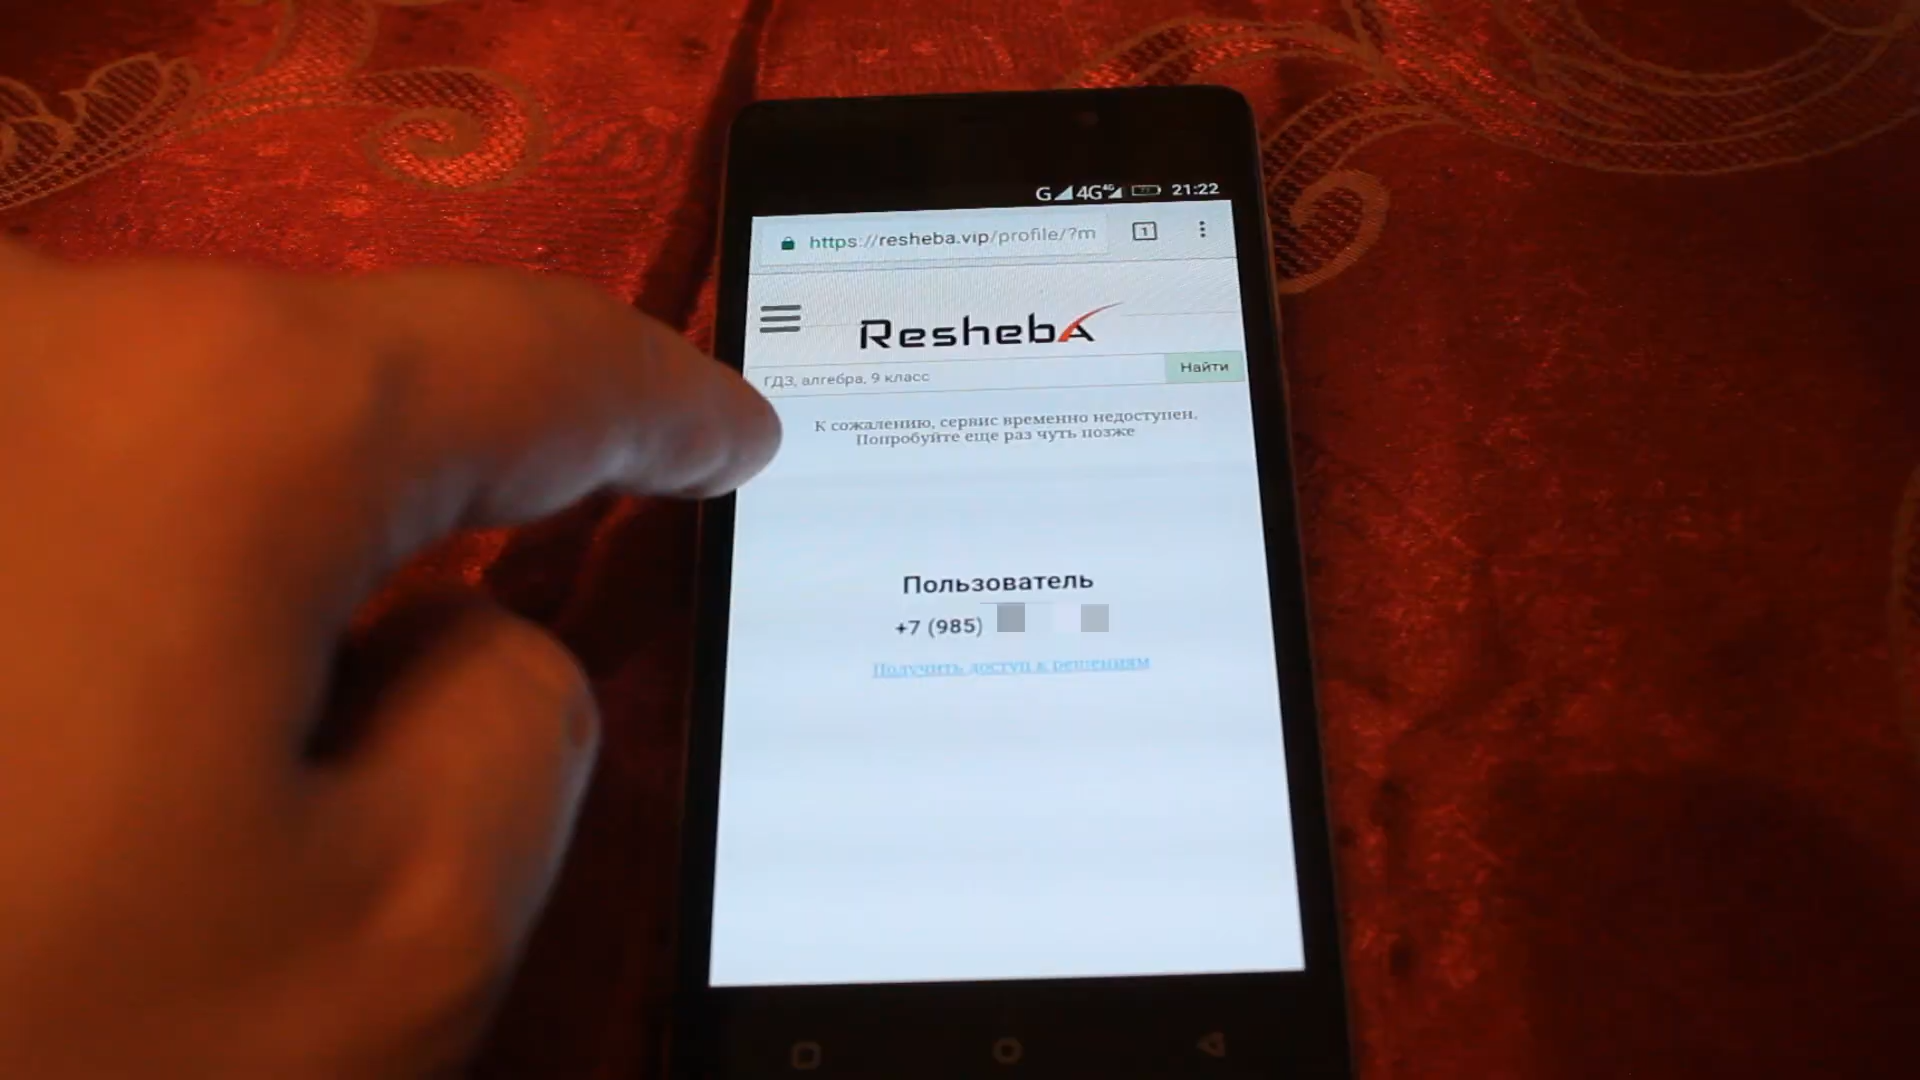 G 4G 4G 21:22
https://resheba.vip/profile/?m 1
Resheba
ГДЗ, алгебра, 9 класс Найти
К сожалению, сервис временно недоступен.
Попробуйте еще раз чуть позже
Пользователь
+7 (985)
Получить доступ к решениям